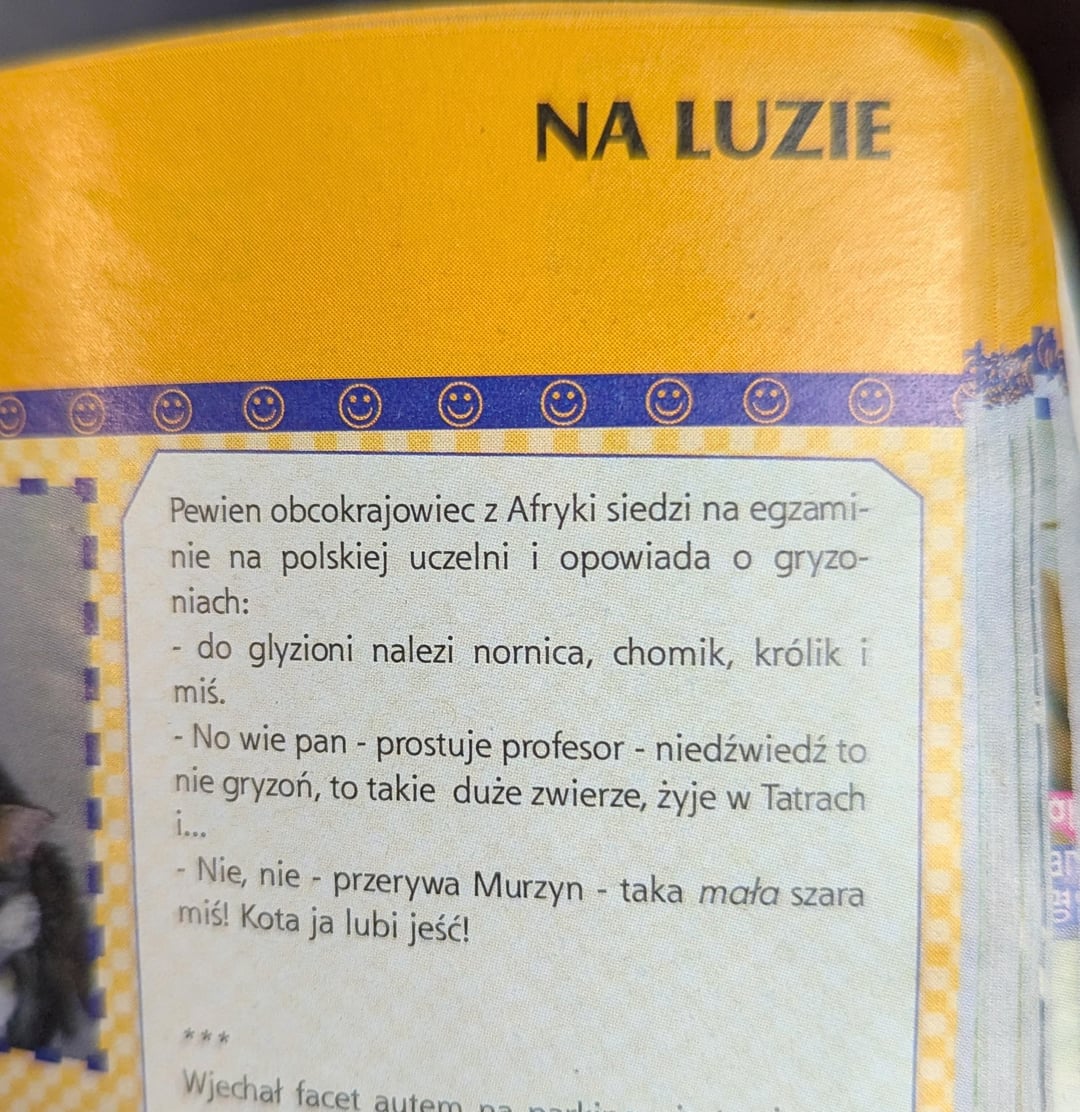 NA LUZIE
Pewien obcokrajowiec z Afryki siedzi na egzami-
nie na polskiej uczelni i opowiada o gryzo-
niach:
- do glyzioni nalezi nornica, chomik, królik i
miś.
- No wie pan - prostuje profesor - niedźwiedź to
nie gryzoń, to takie duże zwierze, żyje w Tatrach
i...
- Nie, nie - przerywa Murzyn - taka mała szara
miś! Kota ja lubi jeść!
***
Wjechał facet autem na